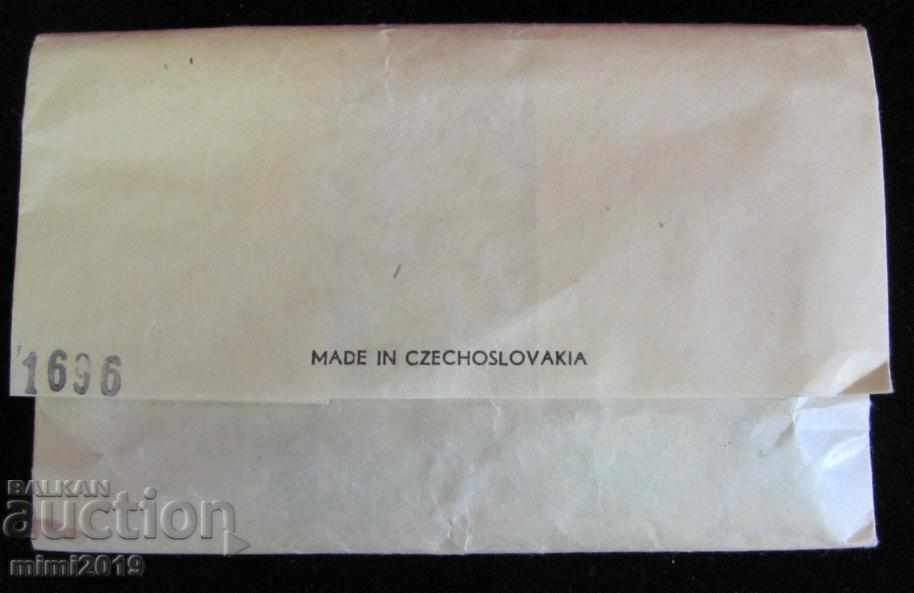 MADE IN CZECHOSLOVAKIA
1696
BALKAN
auction
mimi2019